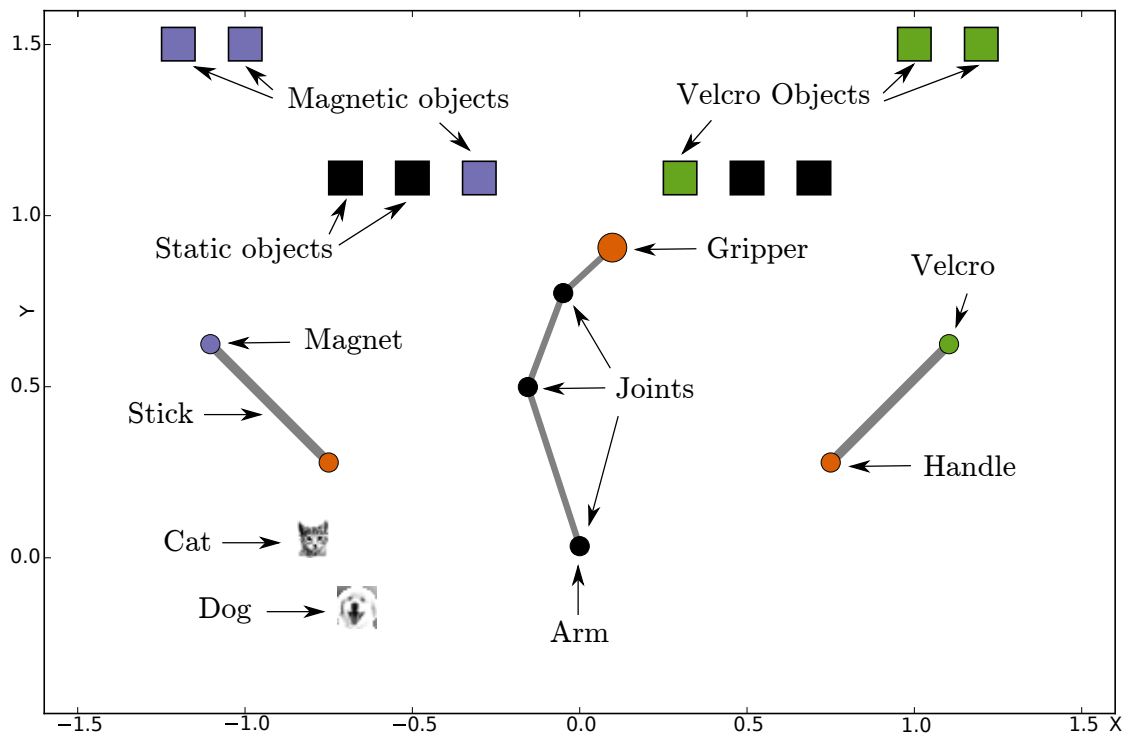 1.5
Magnetic objects
Velcro Objects
1.0
Static objects
Gripper
Velcro
Y
Magnet
0.5
Joints
Stick
Handle
Cat
0.0
Dog
Arm
−1.5 −1.0 −0.5 0.0 0.5 1.0 1.5 X